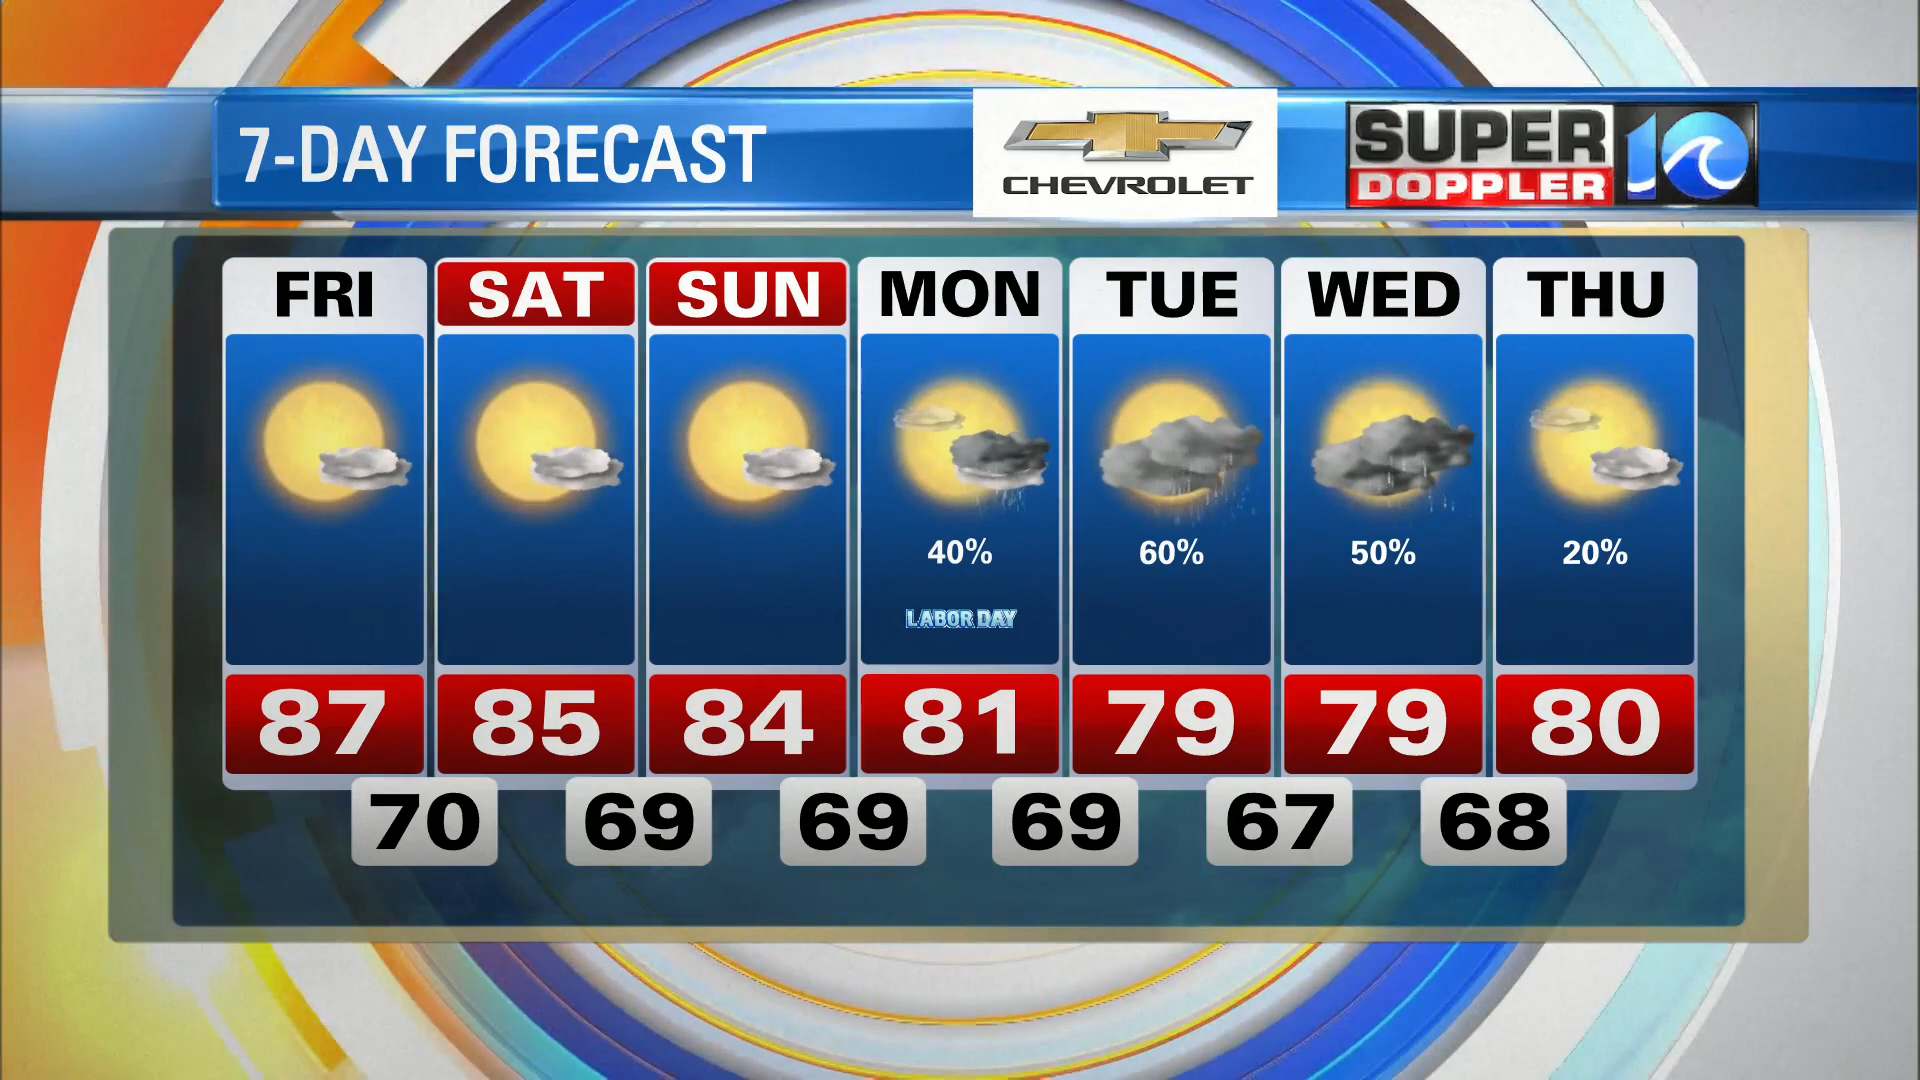 7-DAY FORECAST
CHEVROLET
SUPER
DOPPLER 10
FRI SAT SUN MON TUE WED THU
40% 60% 50% 20%
LABOR DAY
87 85 84 81 79 79 80
70 69 69 69 67 68